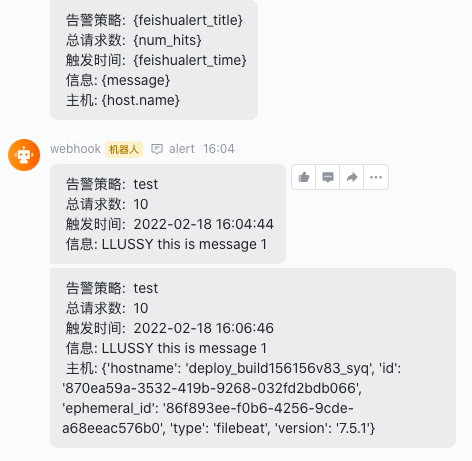 告警策略:  {feishualert_title}
总请求数:  {num_hits}
触发时间:  {feishualert_time}
信息: {message}
主机: {host.name}
webhook 机器人 alert 16:04
告警策略:  test
总请求数:  10
触发时间:  2022-02-18 16:04:44
信息: LLUSSY this is message 1
告警策略:  test
总请求数:  10
触发时间:  2022-02-18 16:06:46
信息: LLUSSY this is message 1
主机: {'hostname': 'deploy_build156156v83_syq', 'id':
'870ea59a-3532-419b-9268-032fd2bdb066',
'ephemeral_id': '86f893ee-f0b6-4256-9cde-
a68eeac576b0', 'type': 'filebeat', 'version': '7.5.1'}